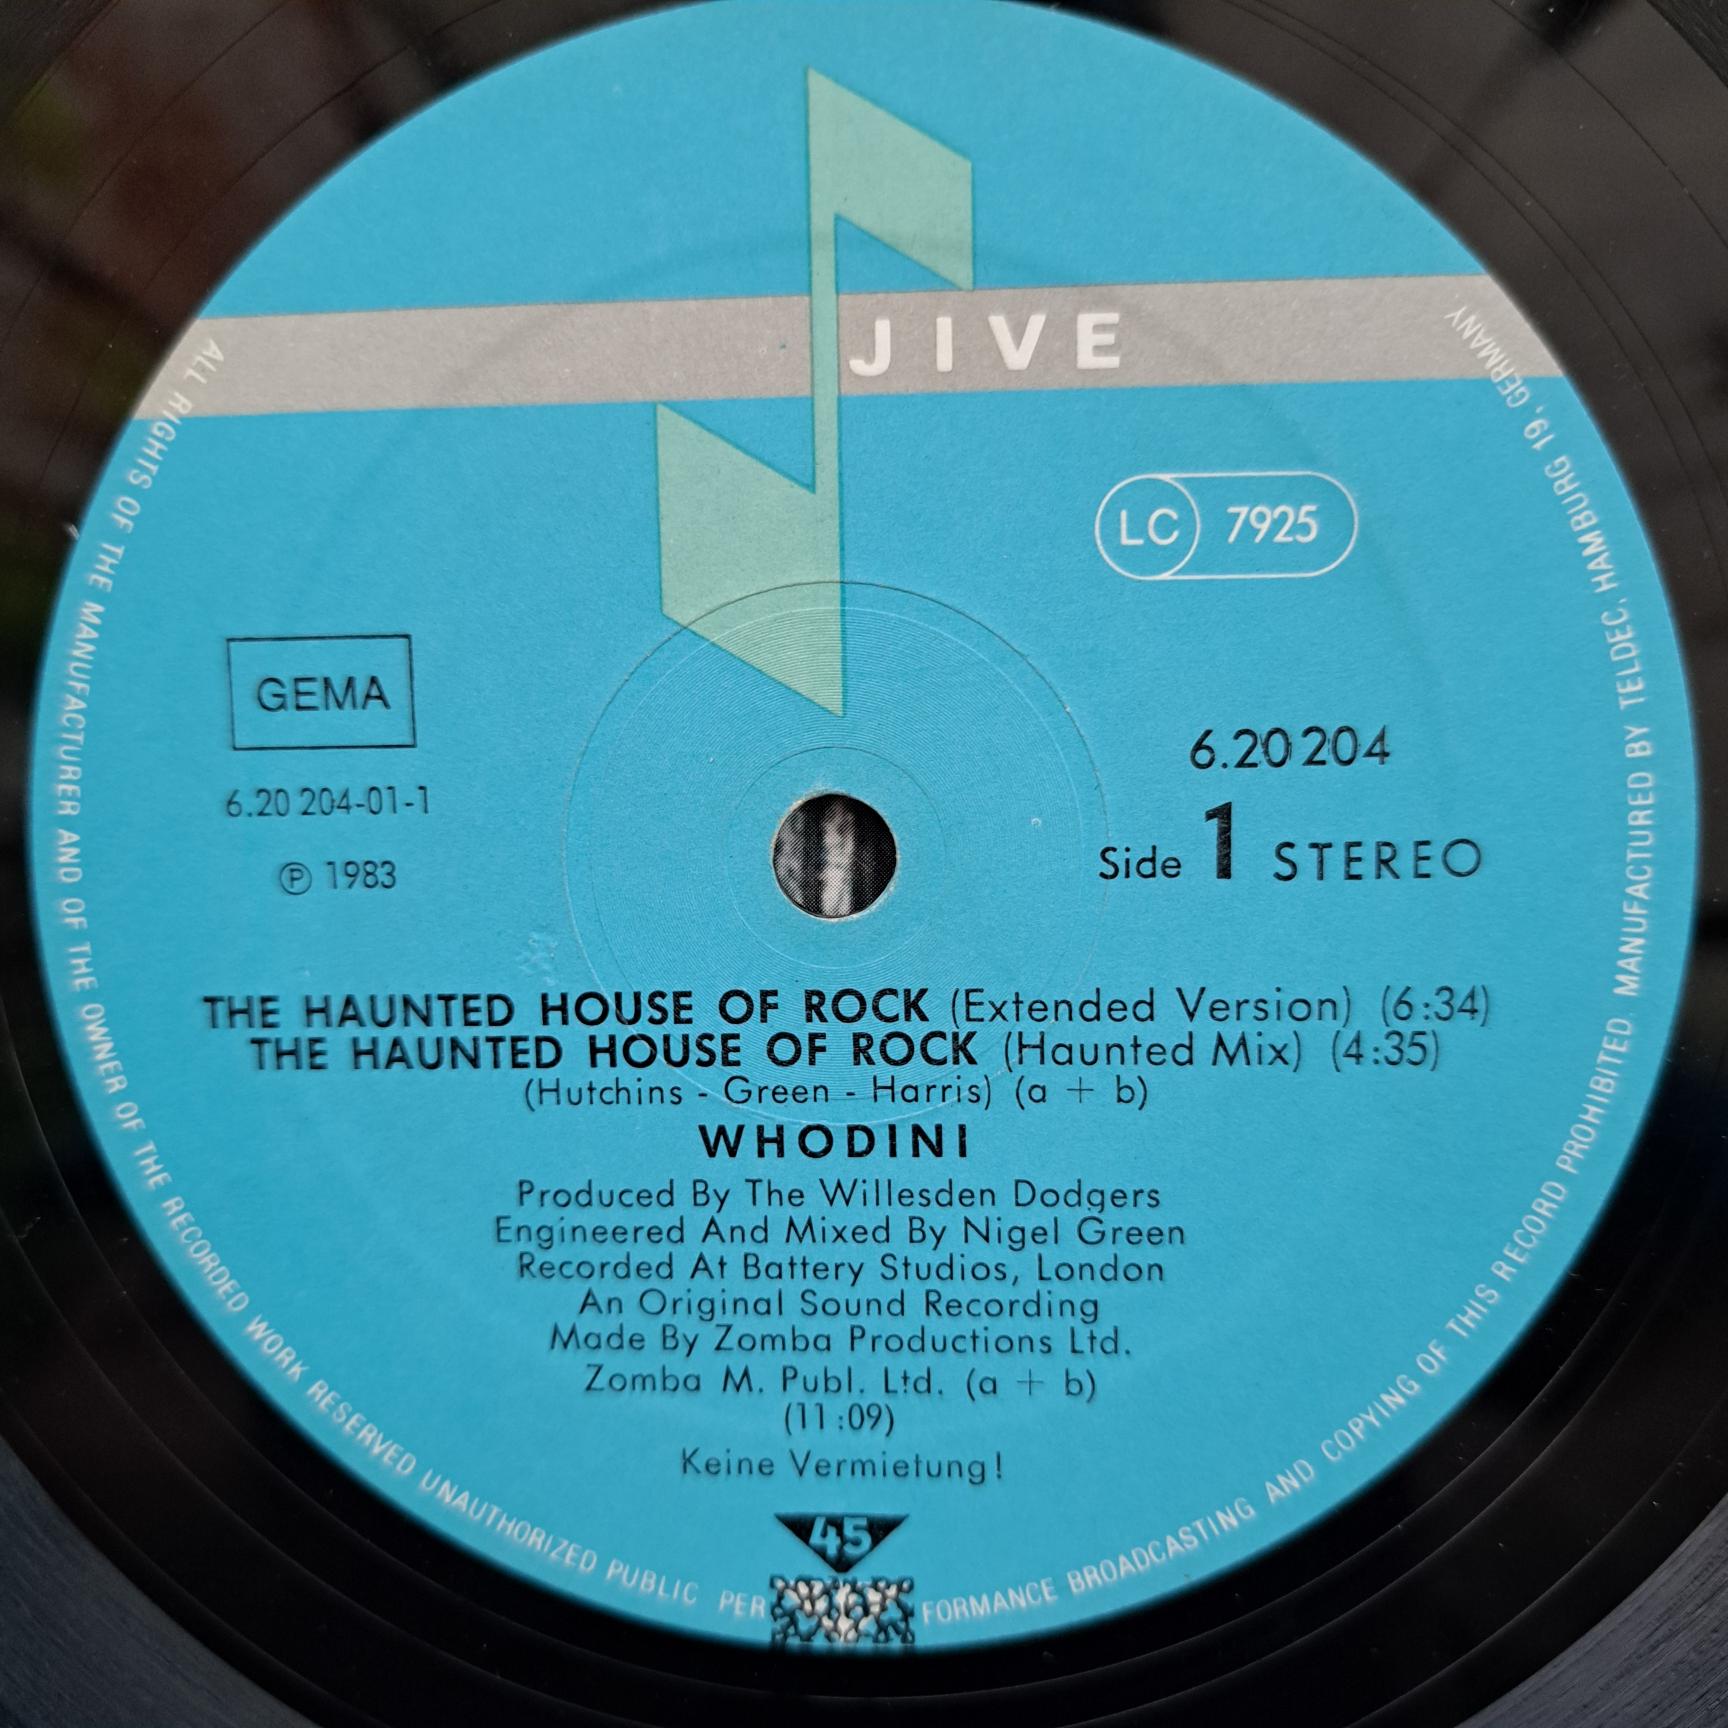 JIVE
LC 7925
GEMA
6.20 204
6.20 204-01-1
Side 1 STEREO
℗ 1983
THE HAUNTED HOUSE OF ROCK (Extended Version) (6:34)
THE HAUNTED HOUSE OF ROCK (Haunted Mix) (4:35)
(Hutchins - Green - Harris) (a + b)
WHODINI
Produced By The Willesden Dodgers
Engineered And Mixed By Nigel Green
Recorded At Battery Studios, London
An Original Sound Recording
Made By Zomba Productions Ltd.
Zomba M. Publ. Ltd. (a + b)
(11:09)
Keine Vermietung!
45
ALL RIGHTS OF THE MANUFACTURER AND OF THE OWNER OF THE RECORDED WORK RESERVED UNAUTHORIZED PUBLIC PERFORMANCE BROADCASTING AND COPYING OF THIS RECORD PROHIBITED. MANUFACTURED BY TELDEC, HAMBURG 19, GERMANY